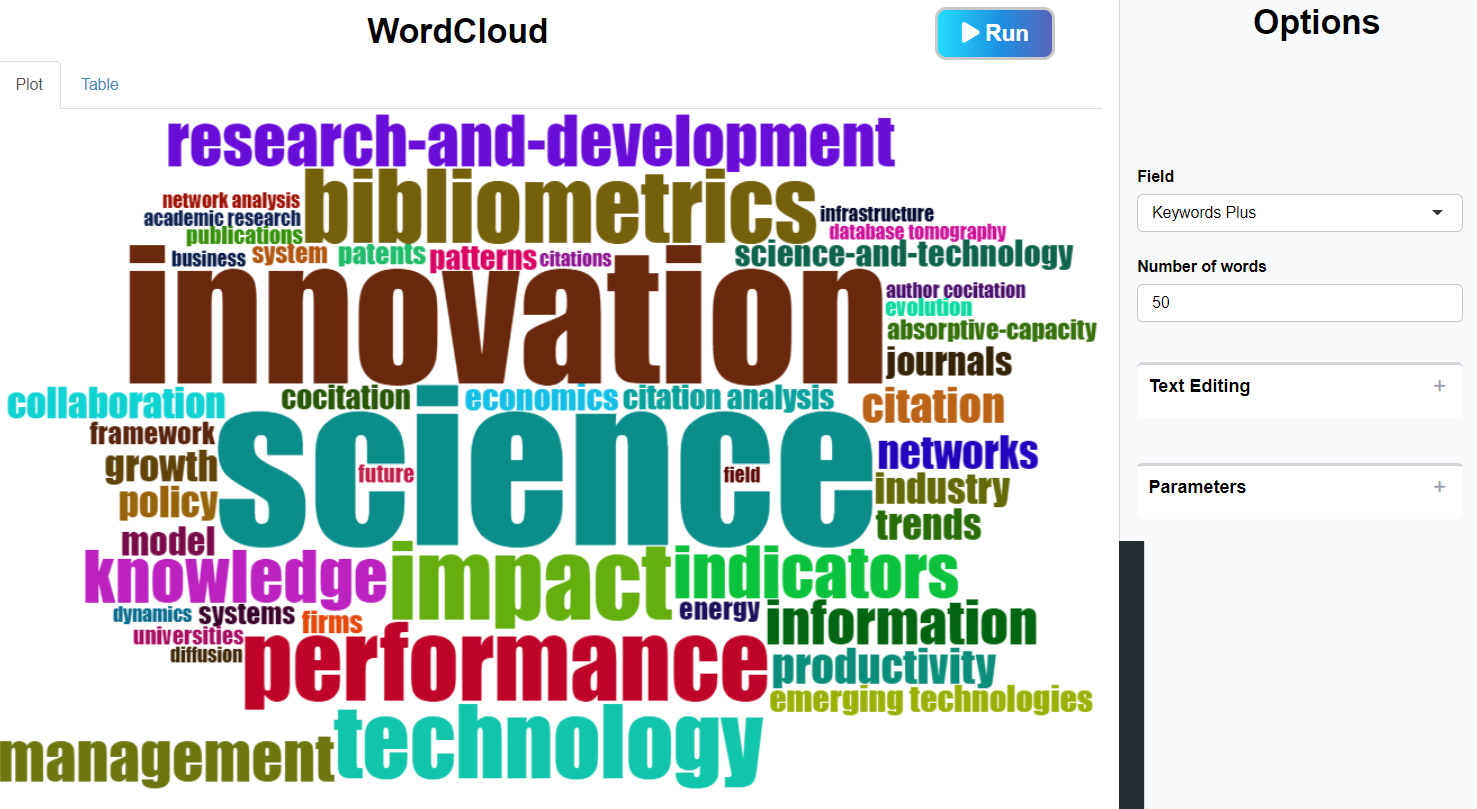 WordCloud
Run
Options
Plot
Table
research-and-development
bibliometrics
network analysis
academic research
publications
infrastructure
database tomography
business
system
patents
patterns
citations
science-and-technology
innovation
author cocitation
evolution
absorptive-capacity
journals
collaboration
cocitation
economics
citation analysis
citation
framework
science
growth
future
field
networks
policy
industry
trends
model
knowledge
impact
indicators
dynamics
systems
firms
energy
information
universities
diffusion
performance
productivity
emerging technologies
management
technology
Field
Keywords Plus
Number of words
50
Text Editing
+
Parameters
+